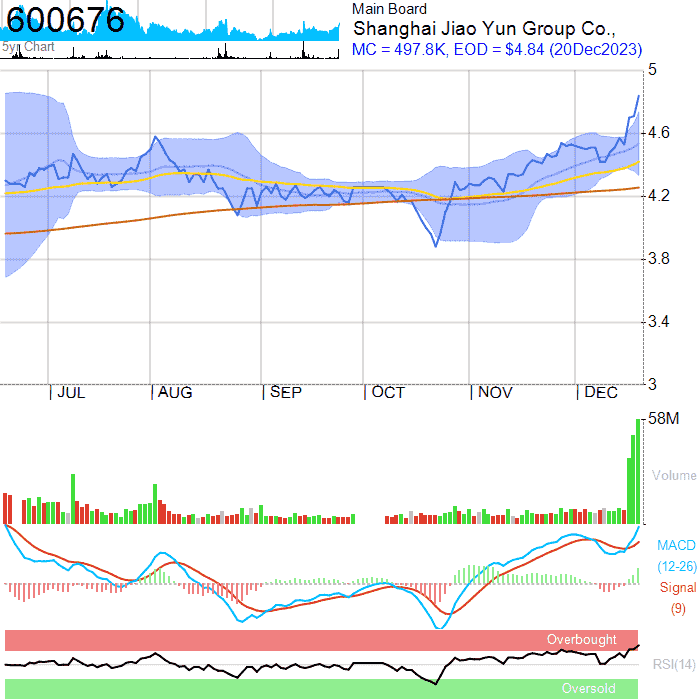 600676
5yr Chart
Main Board
Shanghai Jiao Yun Group Co.,
MC = 497.8K, EOD = $4.84 (20Dec2023)
5
4.6
4.2
3.8
3.4
3
JUL AUG SEP OCT NOV DEC
58M
Volume
MACD
(12-26)
Signal
(9)
Overbought
RSI(14)
Oversold